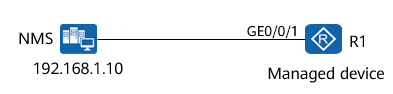 NMS
GE0/0/1
R1
192.168.1.10
Managed device